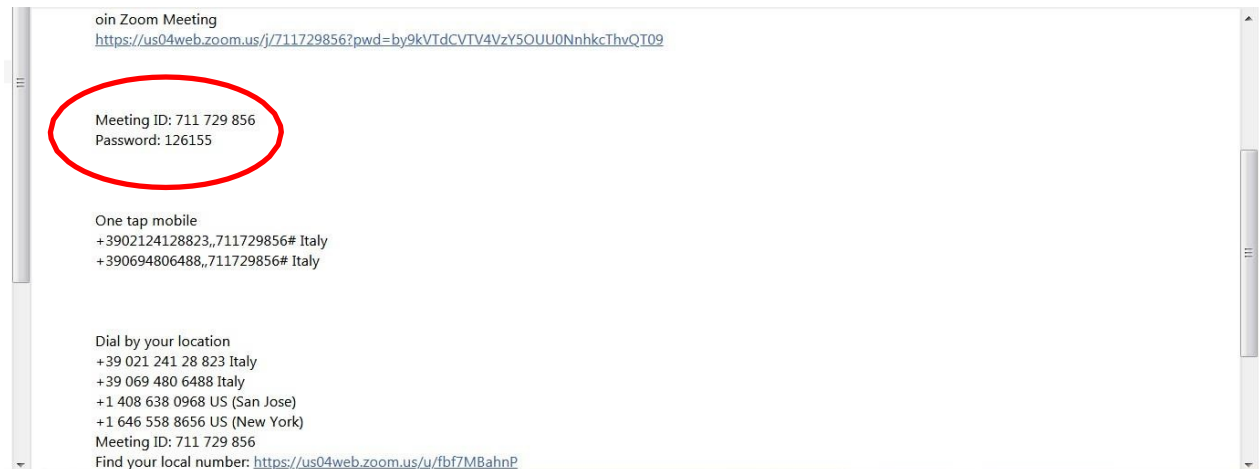 oin Zoom Meeting
https://us04web.zoom.us/j/711729856?pwd=by9kVTdCVTV4VzY5OUU0NnhkcThvQT09
Meeting ID: 711 729 856
Password: 126155
One tap mobile
+3902124128823,,711729856# Italy
+390694806488,,711729856# Italy
Dial by your location
+39 021 241 28 823 Italy
+39 069 480 6488 Italy
+1 408 638 0968 US (San Jose)
+1 646 558 8656 US (New York)
Meeting ID: 711 729 856
Find your local number: https://us04web.zoom.us/u/fbf7MBahnP